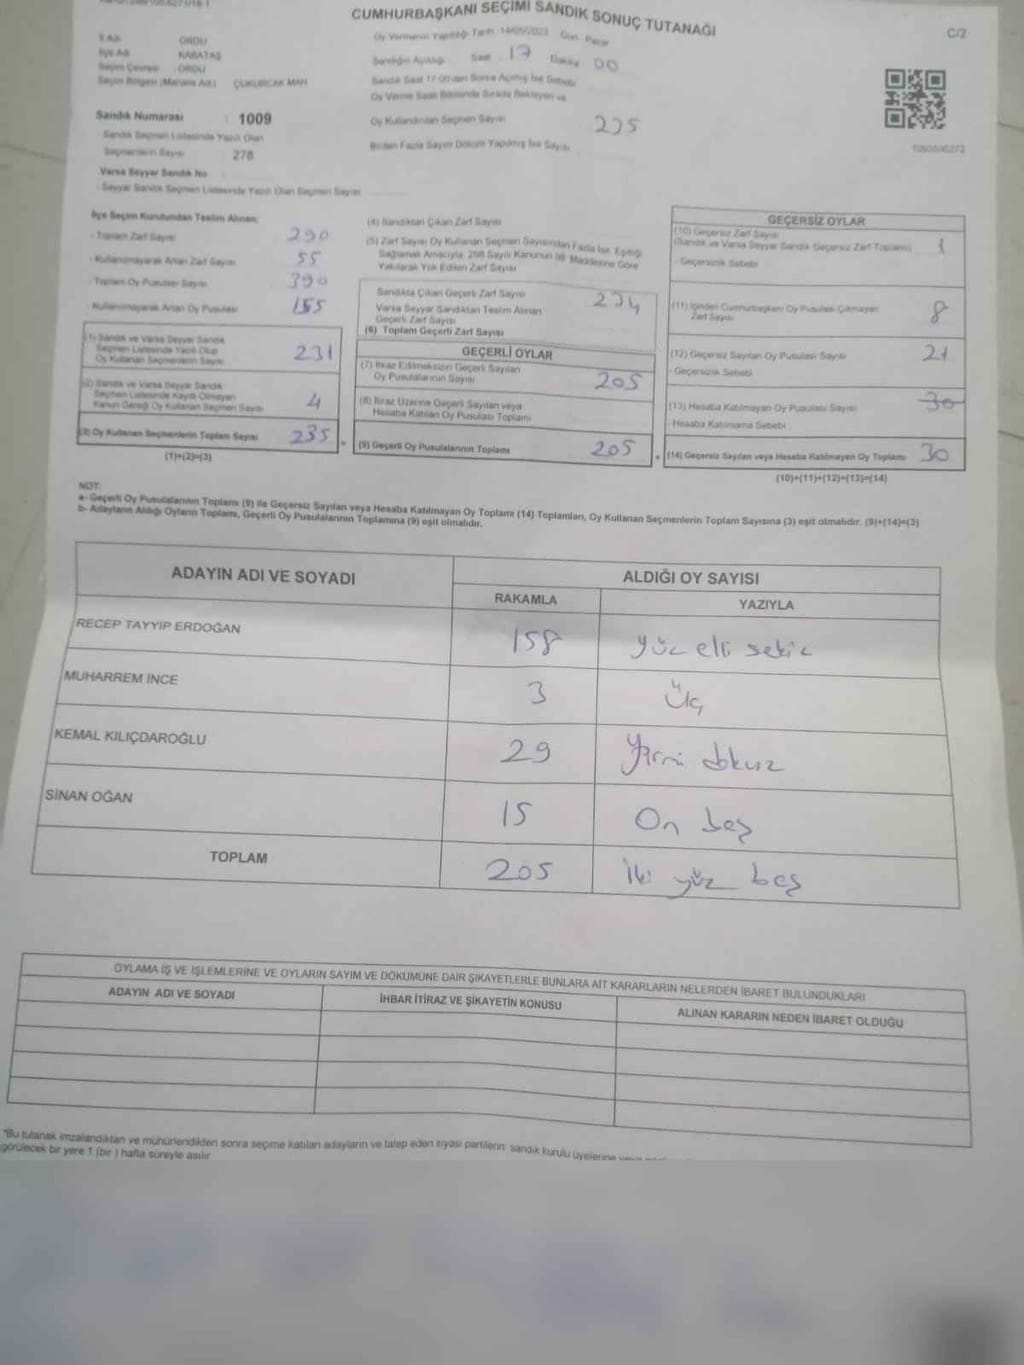 CUMHURBAŞKANI SEÇİMİ SANDIK SONUÇ TUTANAĞI
C/2
İl Adı : ORDU
İlçe Adı : KABATAŞ
Seçim Çevresi : ORDU
Seçim Bölgesi (Mahalle Adı) : ÇUKURCAK MAH
Oy Vermenin Yapıldığı Tarih 14/05/2023 Gün Pazar
Sandığın Açıldığı Saat 17 Dakika 00
Sandık Saat 17:00'dan Sonra Açılmış İse Sebebi
Oy Verme Saati Bitiminde Sırada Bekleyen ve
Oy Kullandırılan Seçmen Sayısı 235
Birden Fazla Sayım Döküm Yapılmış İse Sayısı
Sandık Numarası : 1009
Sandık Seçmen Listesinde Yazılı Olan
Seçmenlerin Sayısı : 278
Varsa Seyyar Sandık No
Seyyar Sandık Seçmen Listesinde Yazılı Olan Seçmen Sayısı
İlçe Seçim Kurulundan Teslim Alınan;
- Toplam Zarf Sayısı 290
- Kullanılmayarak Artan Zarf Sayısı 55
- Toplam Oy Pusulası Sayısı 390
- Kullanılmayarak Artan Oy Pusulası 155
(1) Sandık ve Varsa Seyyar Sandık
Seçmen Listesinde Yazılı Olup
Oy Kullanan Seçmenlerin Sayısı 231
(2) Sandık ve Varsa Seyyar Sandık
Seçmen Listesinde Kayıtlı Olmayan
Kanun Gereği Oy Kullanan Seçmen Sayısı 4
(3) Oy Kullanan Seçmenlerin Toplam Sayısı 235
(1)+(2)=(3)
(4) Sandıktan Çıkan Zarf Sayısı
(5) Zarf Sayısı Oy Kullanan Seçmen Sayısından Fazla İse, Eşitliği
Sağlamak Amacıyla, 298 Sayılı Kanunun 98. Maddesine Göre
Yakılarak Yok Edilen Zarf Sayısı
Sandıkta Çıkan Geçerli Zarf Sayısı 234
Varsa Seyyar Sandıktan Teslim Alınan
Geçerli Zarf Sayısı
(6) Toplam Geçerli Zarf Sayısı
GEÇERLİ OYLAR
(7) İtiraz Edilmeksizin Geçerli Sayılan
Oy Pusulalarının Sayısı 205
(8) İtiraz Üzerine Geçerli Sayılan veya
Hesaba Katılan Oy Pusulası Toplamı
(9) Geçerli Oy Pusulalarının Toplamı 205
GEÇERSİZ OYLAR
(10) Geçersiz Zarf Sayısı
(Sandık ve Varsa Seyyar Sandık Geçersiz Zarf Toplamı) 1
- Geçersizlik Sebebi
(11) İçinden Cumhurbaşkanı Oy Pusulası Çıkmayan
Zarf Sayısı 8
(12) Geçersiz Sayılan Oy Pusulası Sayısı 21
- Geçersizlik Sebebi
(13) Hesaba Katılmayan Oy Pusulası Sayısı 30
- Hesaba Katılmama Sebebi
(14) Geçersiz Sayılan veya Hesaba Katılmayan Oy Toplamı 30
(10)+(11)+(12)+(13)=(14)
NOT:
a- Geçerli Oy Pusulalarının Toplamı (9) ile Geçersiz Sayılan veya Hesaba Katılmayan Oy Toplamı (14) Toplamları, Oy Kullanan Seçmenlerin Toplam Sayısına (3) eşit olmalıdır. (9)+(14)=(3)
b- Adayların Aldığı Oyların Toplamı, Geçerli Oy Pusulalarının Toplamına (9) eşit olmalıdır.
ADAYIN ADI VE SOYADI ALDIĞI OY SAYISI
RAKAMLA YAZIYLA
RECEP TAYYİP ERDOĞAN 158 yüz elli sekiz
MUHARREM İNCE 3 Üç
KEMAL KILIÇDAROĞLU 29 Yirmi dokuz
SİNAN OĞAN 15 On beş
TOPLAM 205 İki yüz beş
OYLAMA İŞ VE İŞLEMLERİNE VE OYLARIN SAYIM VE DÖKÜMÜNE DAİR ŞİKAYETLERLE BUNLARA AİT KARARLARIN NELERDEN İBARET BULUNDUKLARI
ADAYIN ADI VE SOYADI İHBAR İTİRAZ VE ŞİKAYETİN KONUSU ALINAN KARARIN NEDEN İBARET OLDUĞU
*Bu tutanak imzalandıktan ve mühürlendikten sonra seçime katılan adayların ve talep eden siyasi partilerin sandık kurulu üyelerine
görülecek bir yere 1 (bir ) hafta süreyle asılır.